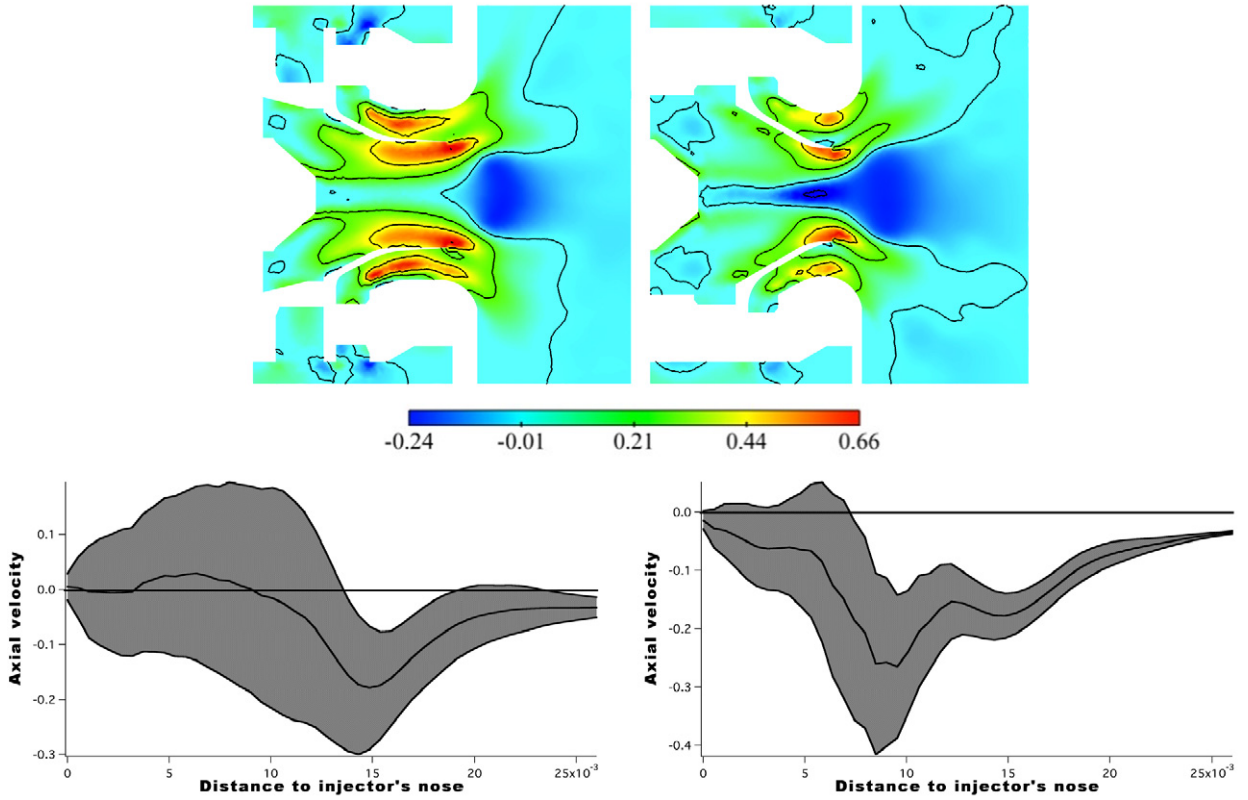 -0.24 -0.01 0.21 0.44 0.66
Axial velocity
0.1
0.0
-0.1
-0.2
-0.3
0 5 10 15 20 25x10⁻³
Distance to injector's nose
Axial velocity
0.0
-0.1
-0.2
-0.3
-0.4
0 5 10 15 20 25x10⁻³
Distance to injector's nose